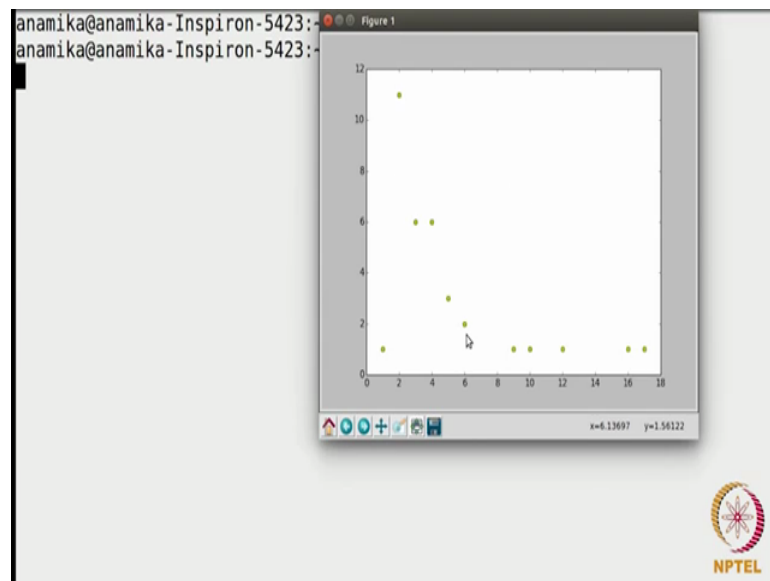 anamika@anamika-Inspiron-5423:~
anamika@anamika-Inspiron-5423:~
Figure 1
12
10
8
6
4
2
0
0 2 4 6 8 10 12 14 16 18
x=6.13697 y=1.56122
NPTEL